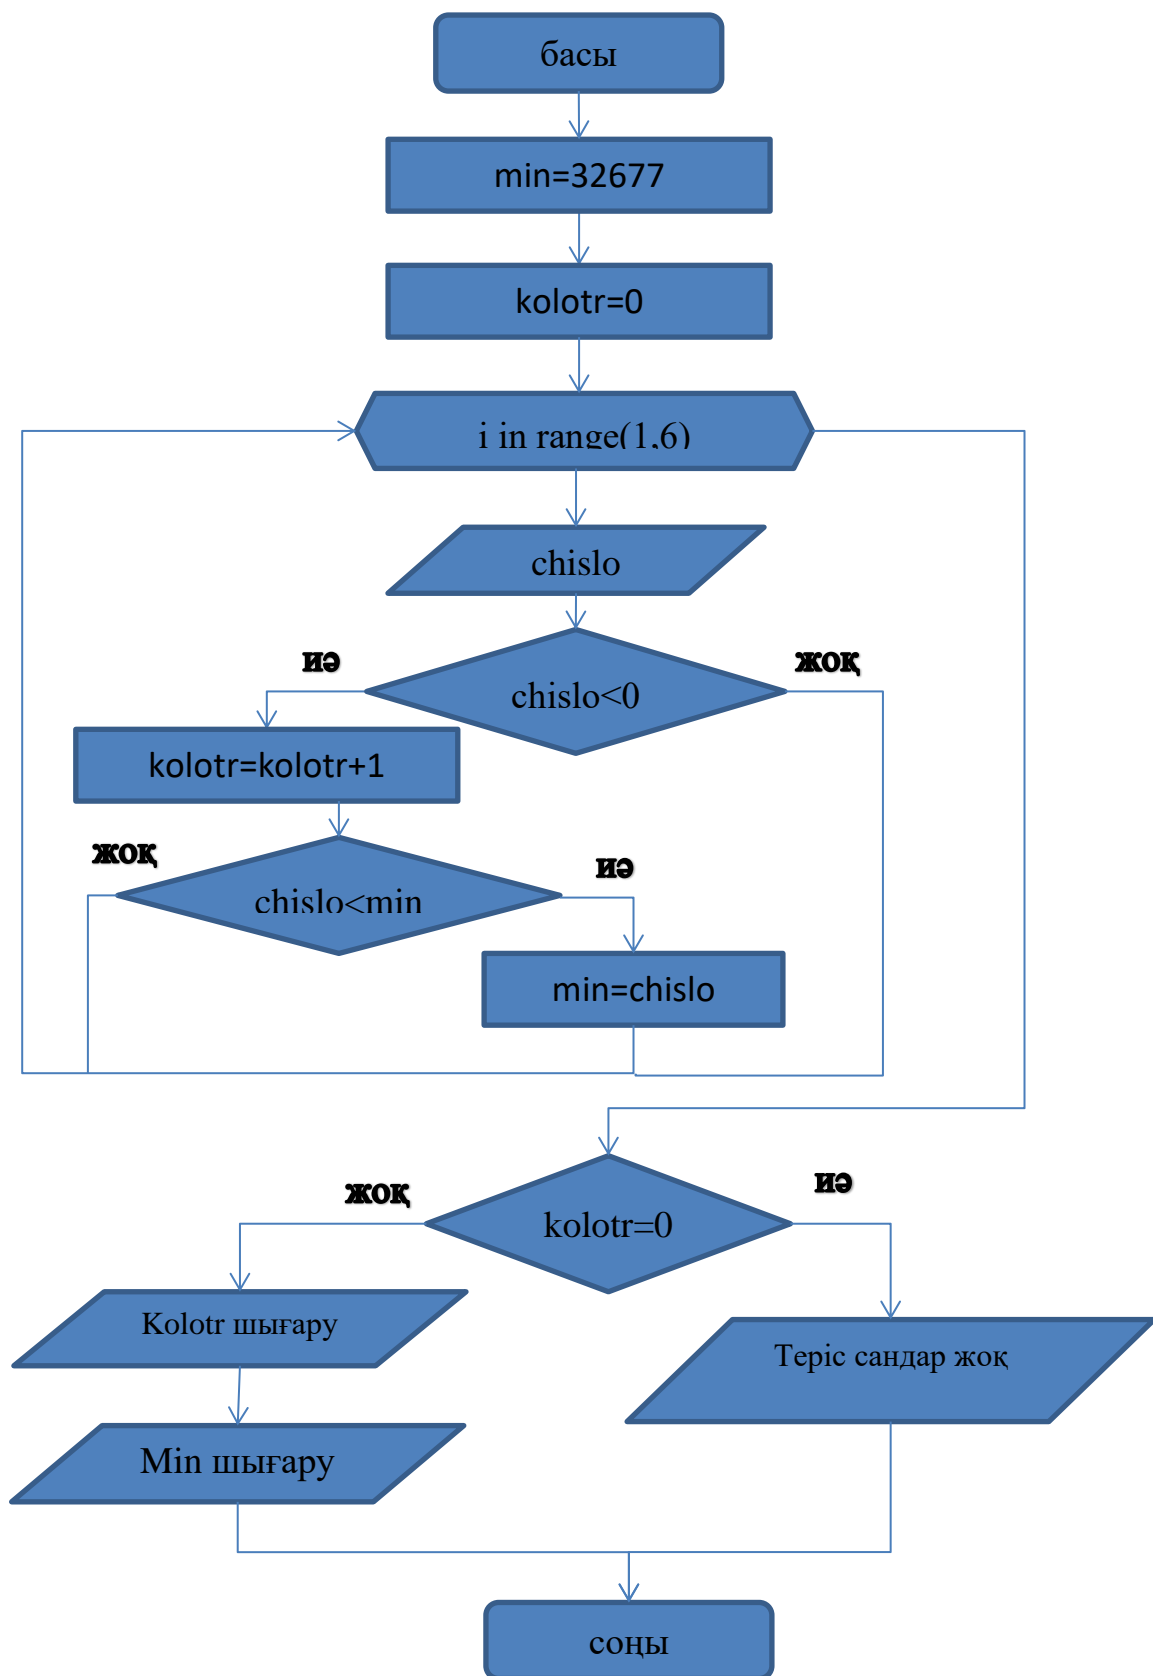 басы
min=32677
kolotr=0
i in range(1,6)
chislo
иә
жоқ
chislo<0
kolotr=kolotr+1
жоқ
иә
chislo<min
min=chislo
жоқ
иә
kolotr=0
Kolotr шығару
Теріс сандар жоқ
Min шығару
соңы